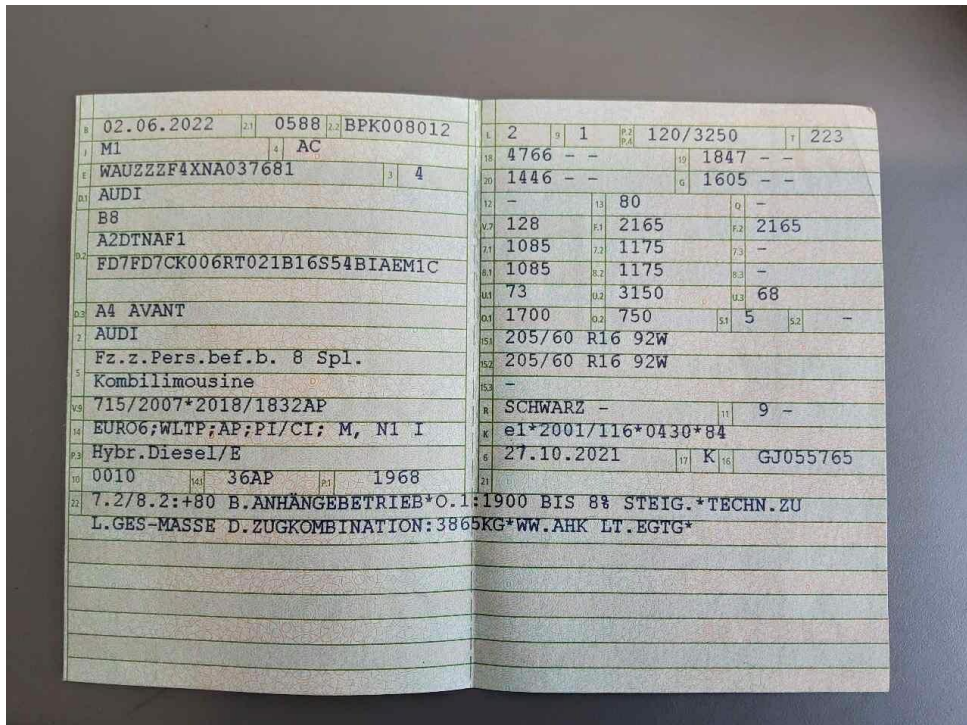 B 02.06.2022 2.1 0588 2.2 BPK008012
J M1 4 AC
E WAUZZZF4XNA037681 3 4
D.1 AUDI
B8
D.2 A2DTNAF1
FD7FD7CK006RT021B16S54BIAEM1C
D.3 A4 AVANT
2 AUDI
5 Fz.z.Pers.bef.b. 8 Spl.
Kombilimousine
V.9 715/2007*2018/1832AP
14 EURO6;WLTP;AP;PI/CI; M, N1 I
P.3 Hybr.Diesel/E
10 0010 14.1 36AP P.1 1968
L 2 9 1 P.2 P.4 120/3250 T 223
18 4766 - - 19 1847 - -
20 1446 - - G 1605 - -
12 - 13 80 Q -
V.7 128 F.1 2165 F.2 2165
7.1 1085 7.2 1175 7.3 -
8.1 1085 8.2 1175 8.3 -
U.1 73 U.2 3150 U.3 68
O.1 1700 O.2 750 S.1 5 S.2 -
15.1 205/60 R16 92W
15.2 205/60 R16 92W
15.3 -
R SCHWARZ - 11 9 -
K e1*2001/116*0430*84
6 27.10.2021 17 K 16 GJ055765
21
22 7.2/8.2:+80 B.ANHÄNGEBETRIEB*O.1:1900 BIS 8% STEIG.*TECHN.ZU
L.GES-MASSE D.ZUGKOMBINATION:3865KG*WW.AHK LT.EGTG*